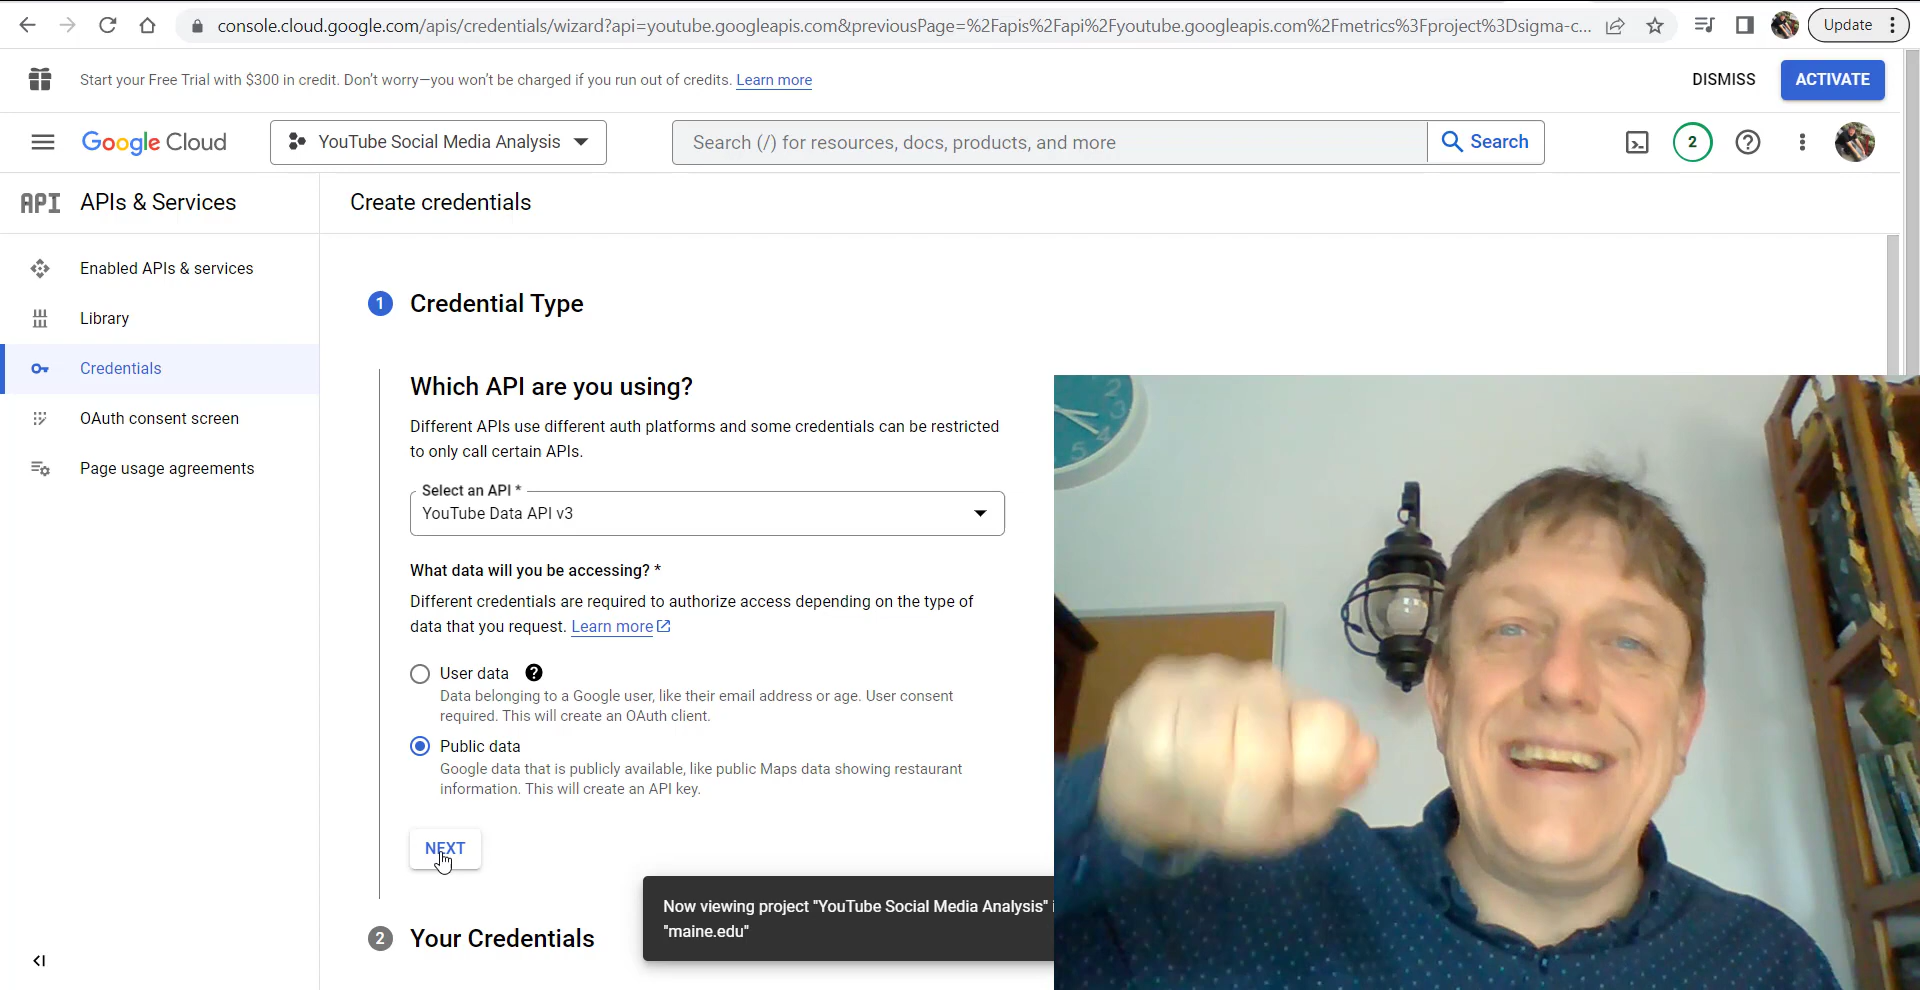 console.cloud.google.com/apis/credentials/wizard?api=youtube.googleapis.com&previousPage=%2Fapis%2Fapi%2Fyoutube.googleapis.com%2Fmetrics%3Fproject%3Dsigma-c...
Update
Start your Free Trial with $300 in credit. Don't worry—you won't be charged if you run out of credits. Learn more
DISMISS
ACTIVATE
Google Cloud
YouTube Social Media Analysis
Search (/) for resources, docs, products, and more
Search
2
API APIs & Services
Create credentials
Enabled APIs & services
Library
Credentials
OAuth consent screen
Page usage agreements
1 Credential Type
Which API are you using?
Different APIs use different auth platforms and some credentials can be restricted
to only call certain APIs.
Select an API *
YouTube Data API v3
What data will you be accessing? *
Different credentials are required to authorize access depending on the type of
data that you request. Learn more
User data
Data belonging to a Google user, like their email address or age. User consent
required. This will create an OAuth client.
Public data
Google data that is publicly available, like public Maps data showing restaurant
information. This will create an API key.
NEXT
Now viewing project "YouTube Social Media Analysis"
"maine.edu"
2 Your Credentials